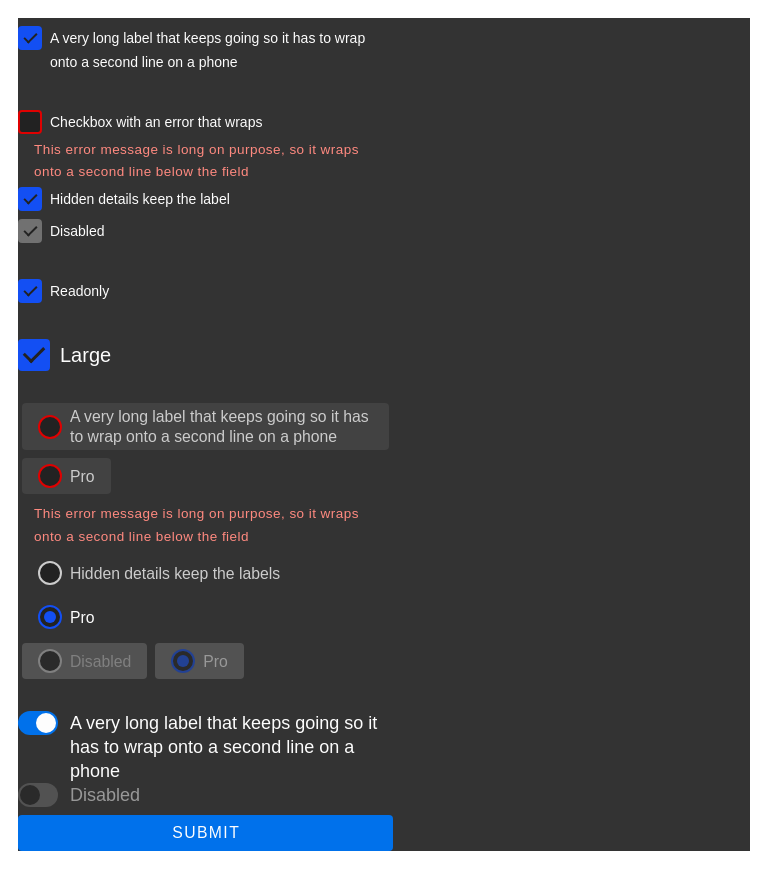 A very long label that keeps going so it has to wrap
onto a second line on a phone
Checkbox with an error that wraps
This error message is long on purpose, so it wraps
onto a second line below the field
Hidden details keep the label
Disabled
Readonly
Large
A very long label that keeps going so it has
to wrap onto a second line on a phone
Pro
This error message is long on purpose, so it wraps
onto a second line below the field
Hidden details keep the labels
Pro
Disabled Pro
A very long label that keeps going so it
has to wrap onto a second line on a
phone
Disabled
SUBMIT